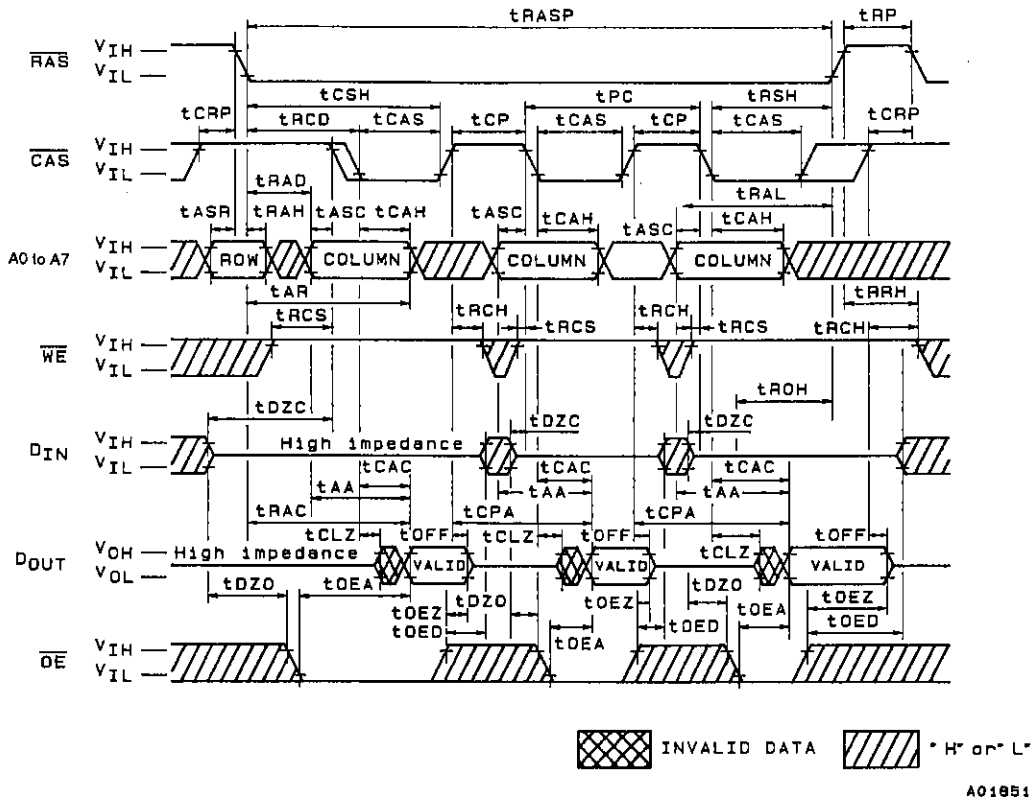 tRASP tRP
RAS VIH
VIL
tCSH tPC tRSH
tCRP tRCD tCAS tCP tCAS tCP tCAS tCRP
CAS VIH
VIL
tRAD tRAL
tASR tRAH tASC tCAH tASC tCAH tASC tCAH
A0 to A7 VIH
VIL
ROW COLUMN COLUMN COLUMN
tAR tRRH
tRCS tRCH tRCS tRCH tRCS tRCH
WE VIH
VIL
tROH
tDZC tDZC tDZC
DIN VIH
VIL
High impedance
tCAC tCAC tCAC
tAA tAA tAA
tRAC tCPA tCPA
tCLZ tOFF tCLZ tOFF tCLZ tOFF
DOUT VOH
VOL
High impedance VALID VALID VALID
tDZO tOEA tDZO tDZO
tOEZ tOEZ tOEA tOEZ
tOED tOEA tOED tOED
OE VIH
VIL
INVALID DATA "H" or "L"
A01851